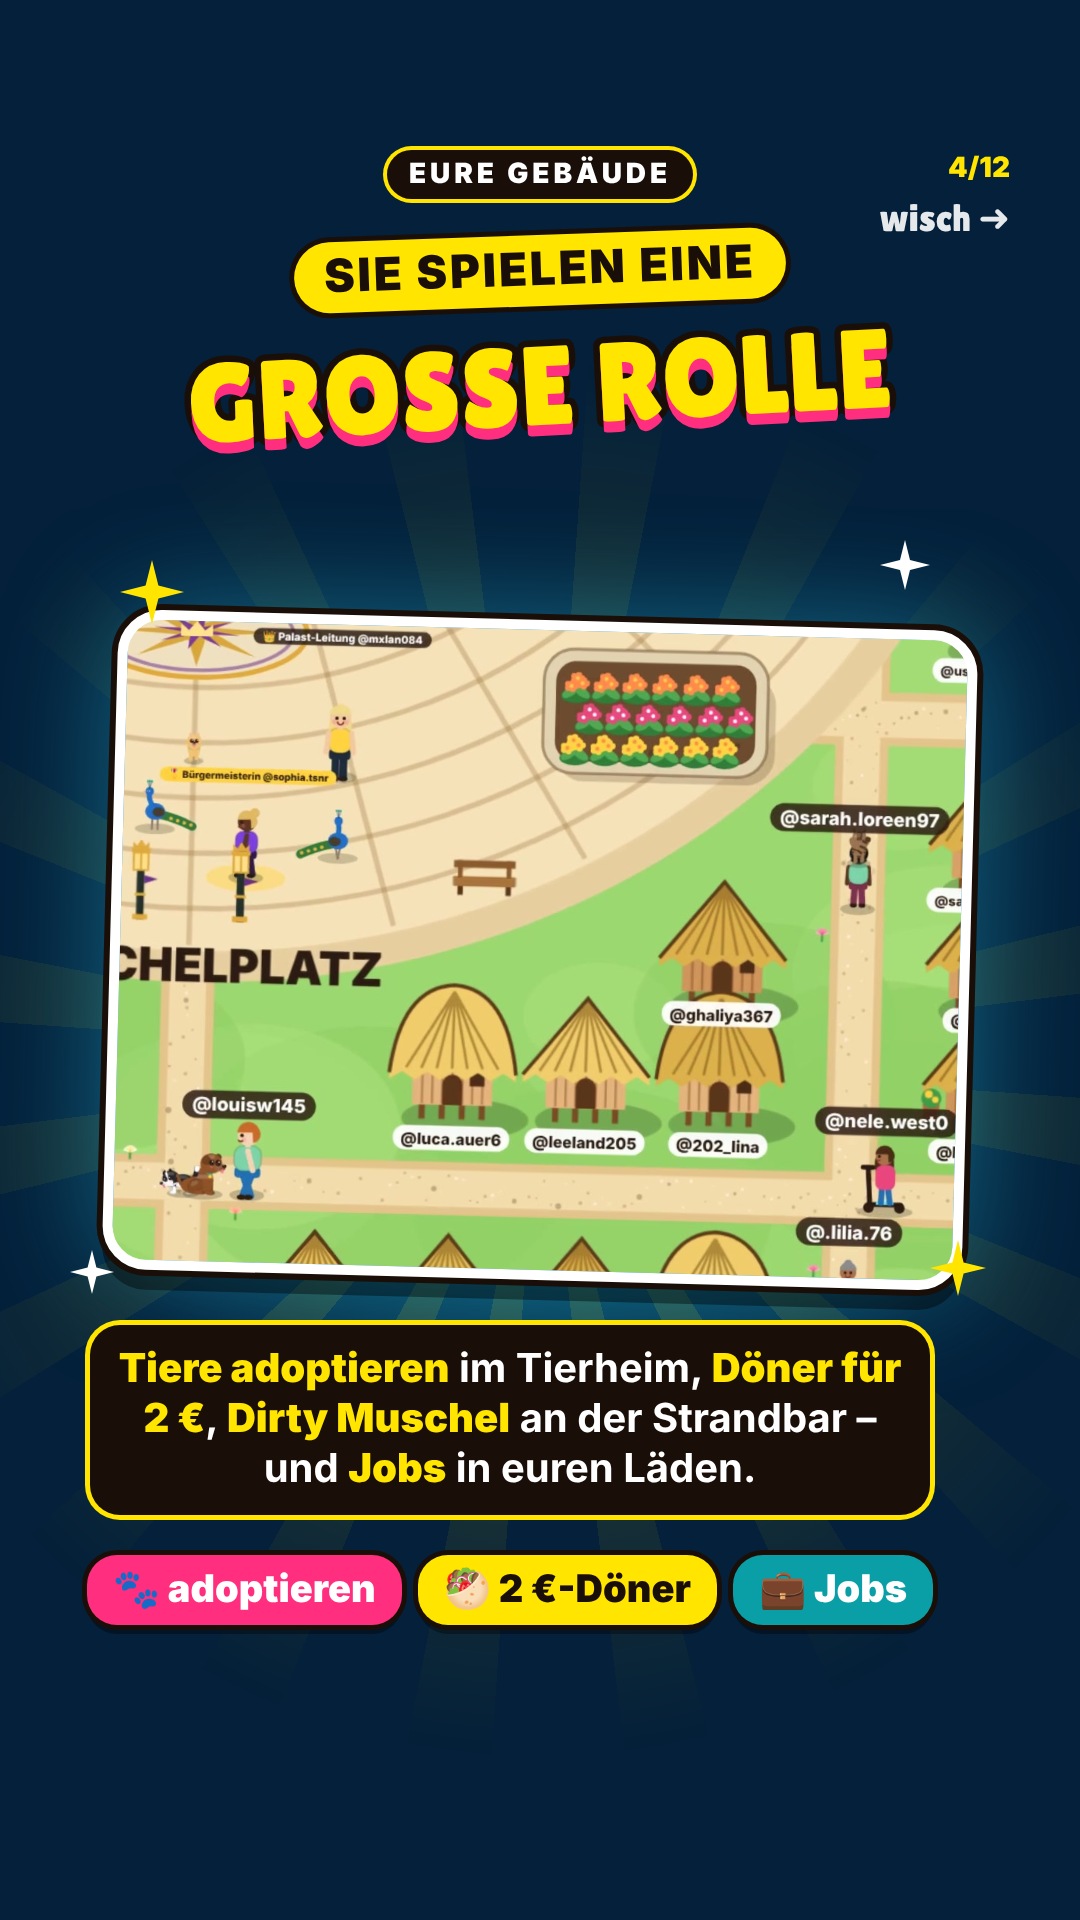 EURE GEBÄUDE
4/12
wisch →
SIE SPIELEN EINE
GROSSE ROLLE
👑 Palast-Leitung @mxlan084
Bürgermeisterin @sophia.tsnr
@sarah.loreen97
CHELPLATZ
@ghaliya367
@louisw145
@luca.auer6
@leeland205
@202_lina
@nele.west0
@.lilia.76
Tiere adoptieren im Tierheim, Döner für
2 €, Dirty Muschel an der Strandbar –
und Jobs in euren Läden.
🐾 adoptieren
🥙 2 €-Döner
💼 Jobs